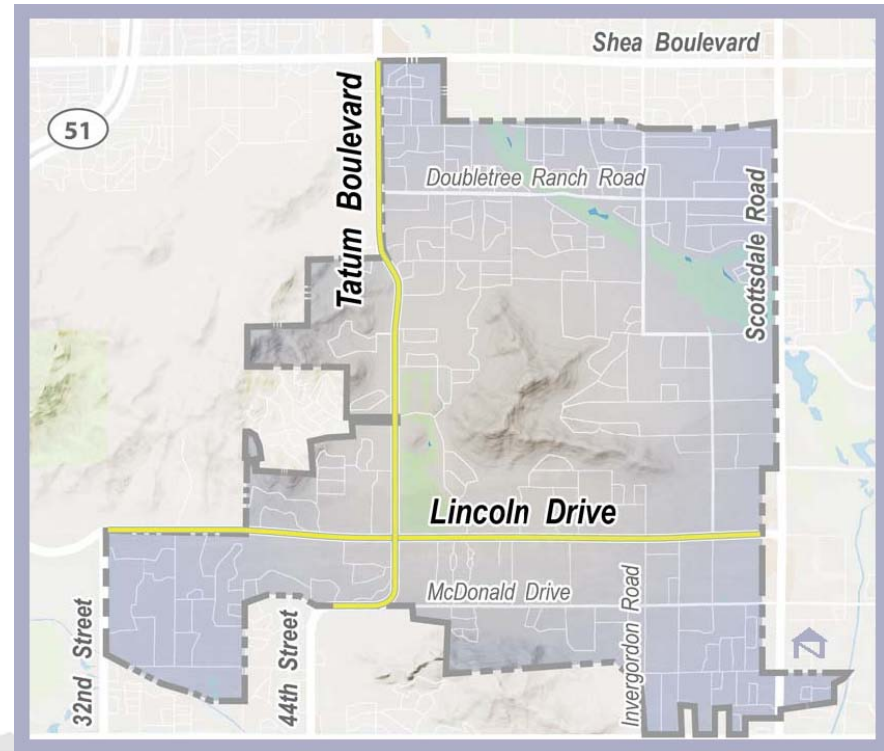 Shea Boulevard
51
Tatum Boulevard
Doubletree Ranch Road
Scottsdale Road
Lincoln Drive
McDonald Drive
Invergordon Road
32nd Street
44th Street
N